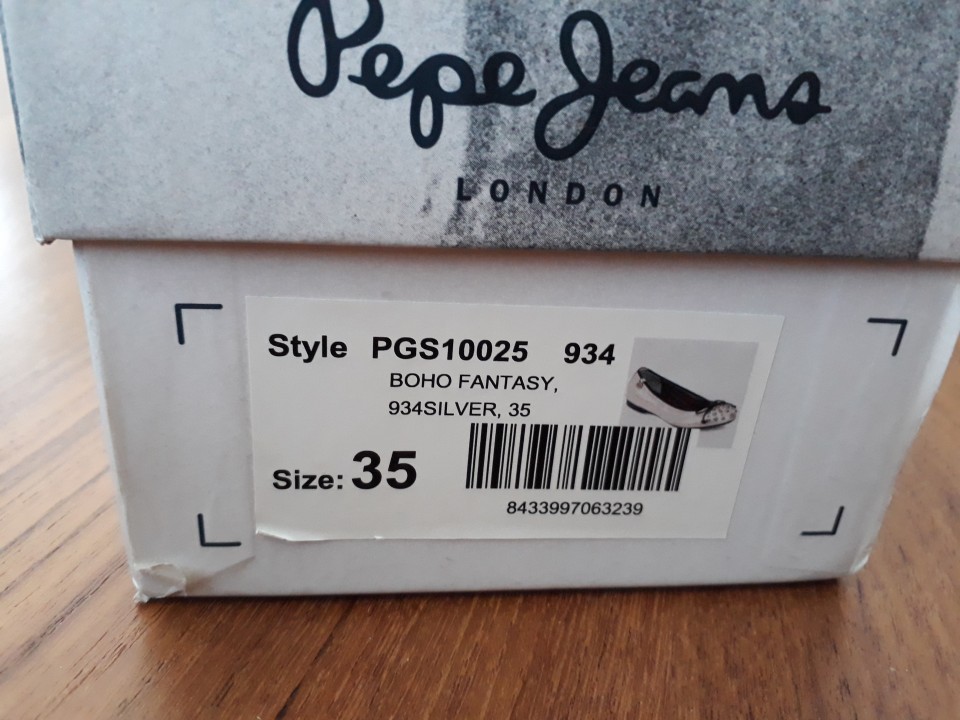 Pepe Jeans
LONDON
Style PGS10025 934
BOHO FANTASY,
934SILVER, 35
Size: 35
8433997063239